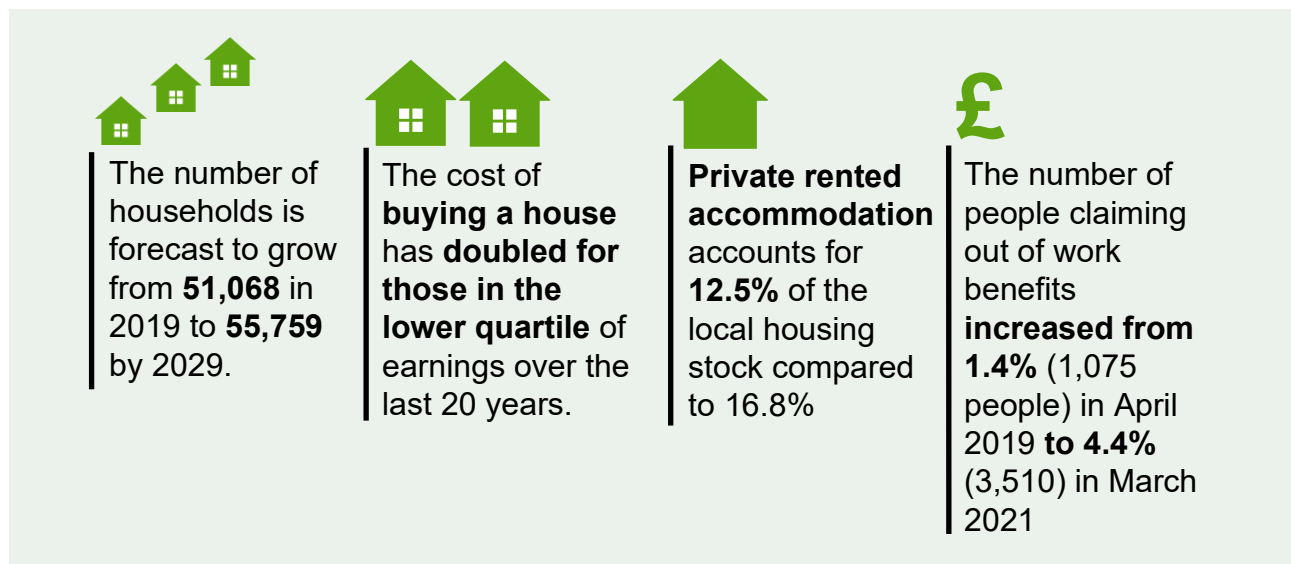 The number of
households is
forecast to grow
from 51,068 in
2019 to 55,759
by 2029.
The cost of
buying a house
has doubled for
those in the
lower quartile of
earnings over the
last 20 years.
Private rented
accommodation
accounts for
12.5% of the
local housing
stock compared
to 16.8%
£
The number of
people claiming
out of work
benefits
increased from
1.4% (1,075
people) in April
2019 to 4.4%
(3,510) in March
2021